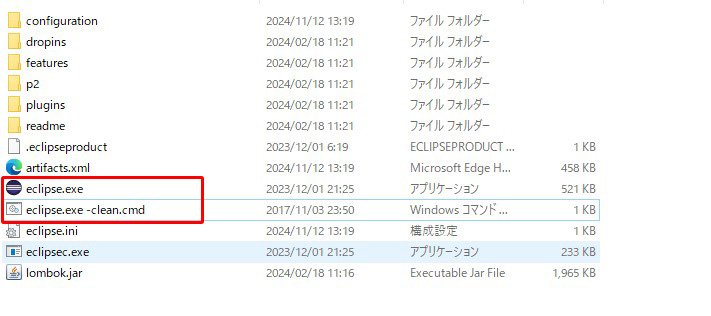 configuration 2024/11/12 13:19 ファイル フォルダー
dropins 2024/02/18 11:21 ファイル フォルダー
features 2024/02/18 11:21 ファイル フォルダー
p2 2024/02/18 11:21 ファイル フォルダー
plugins 2024/02/18 11:21 ファイル フォルダー
readme 2024/02/18 11:21 ファイル フォルダー
.eclipseproduct 2023/12/01 6:19 ECLIPSEPRODUCT ... 1 KB
artifacts.xml 2024/11/12 13:19 Microsoft Edge H... 458 KB
eclipse.exe 2023/12/01 21:25 アプリケーション 521 KB
eclipse.exe -clean.cmd 2017/11/03 23:50 Windows コマンド ... 1 KB
eclipse.ini 2024/11/12 13:19 構成設定 1 KB
eclipsec.exe 2023/12/01 21:25 アプリケーション 233 KB
lombok.jar 2024/02/18 11:16 Executable Jar File 1,965 KB